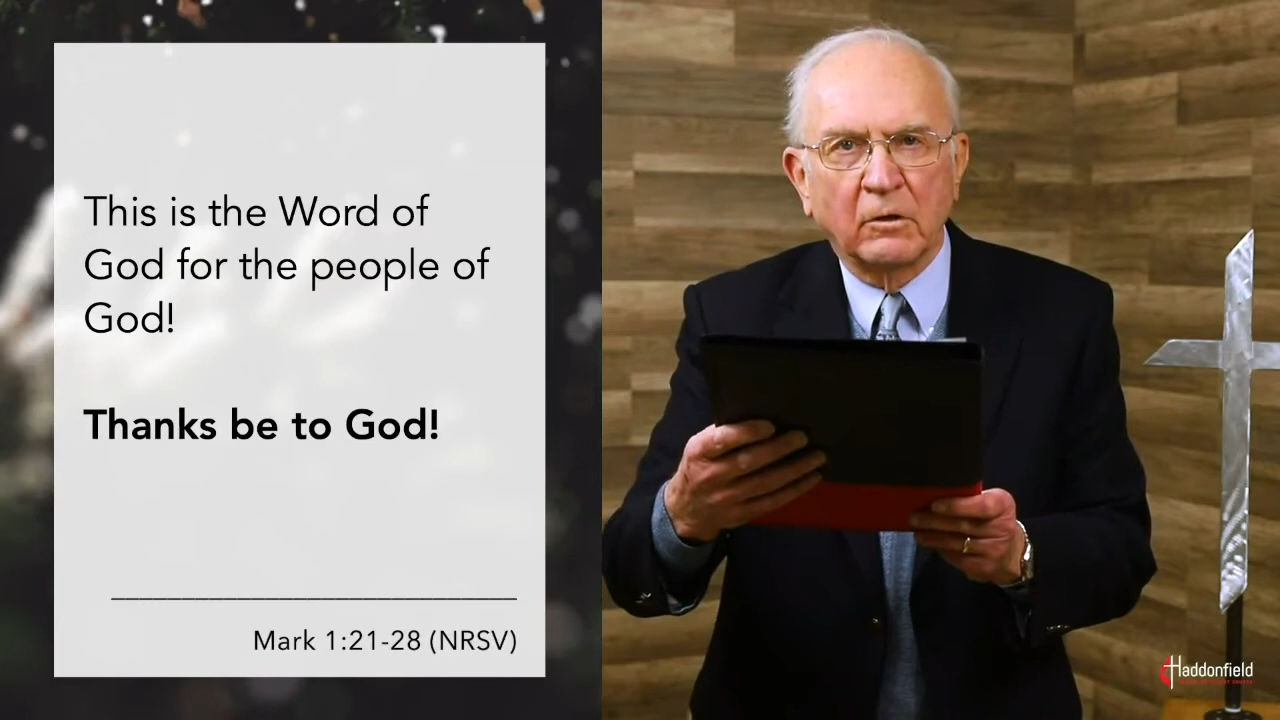 This is the Word of
God for the people of
God!
Thanks be to God!
Mark 1:21-28 (NRSV)
Haddonfield